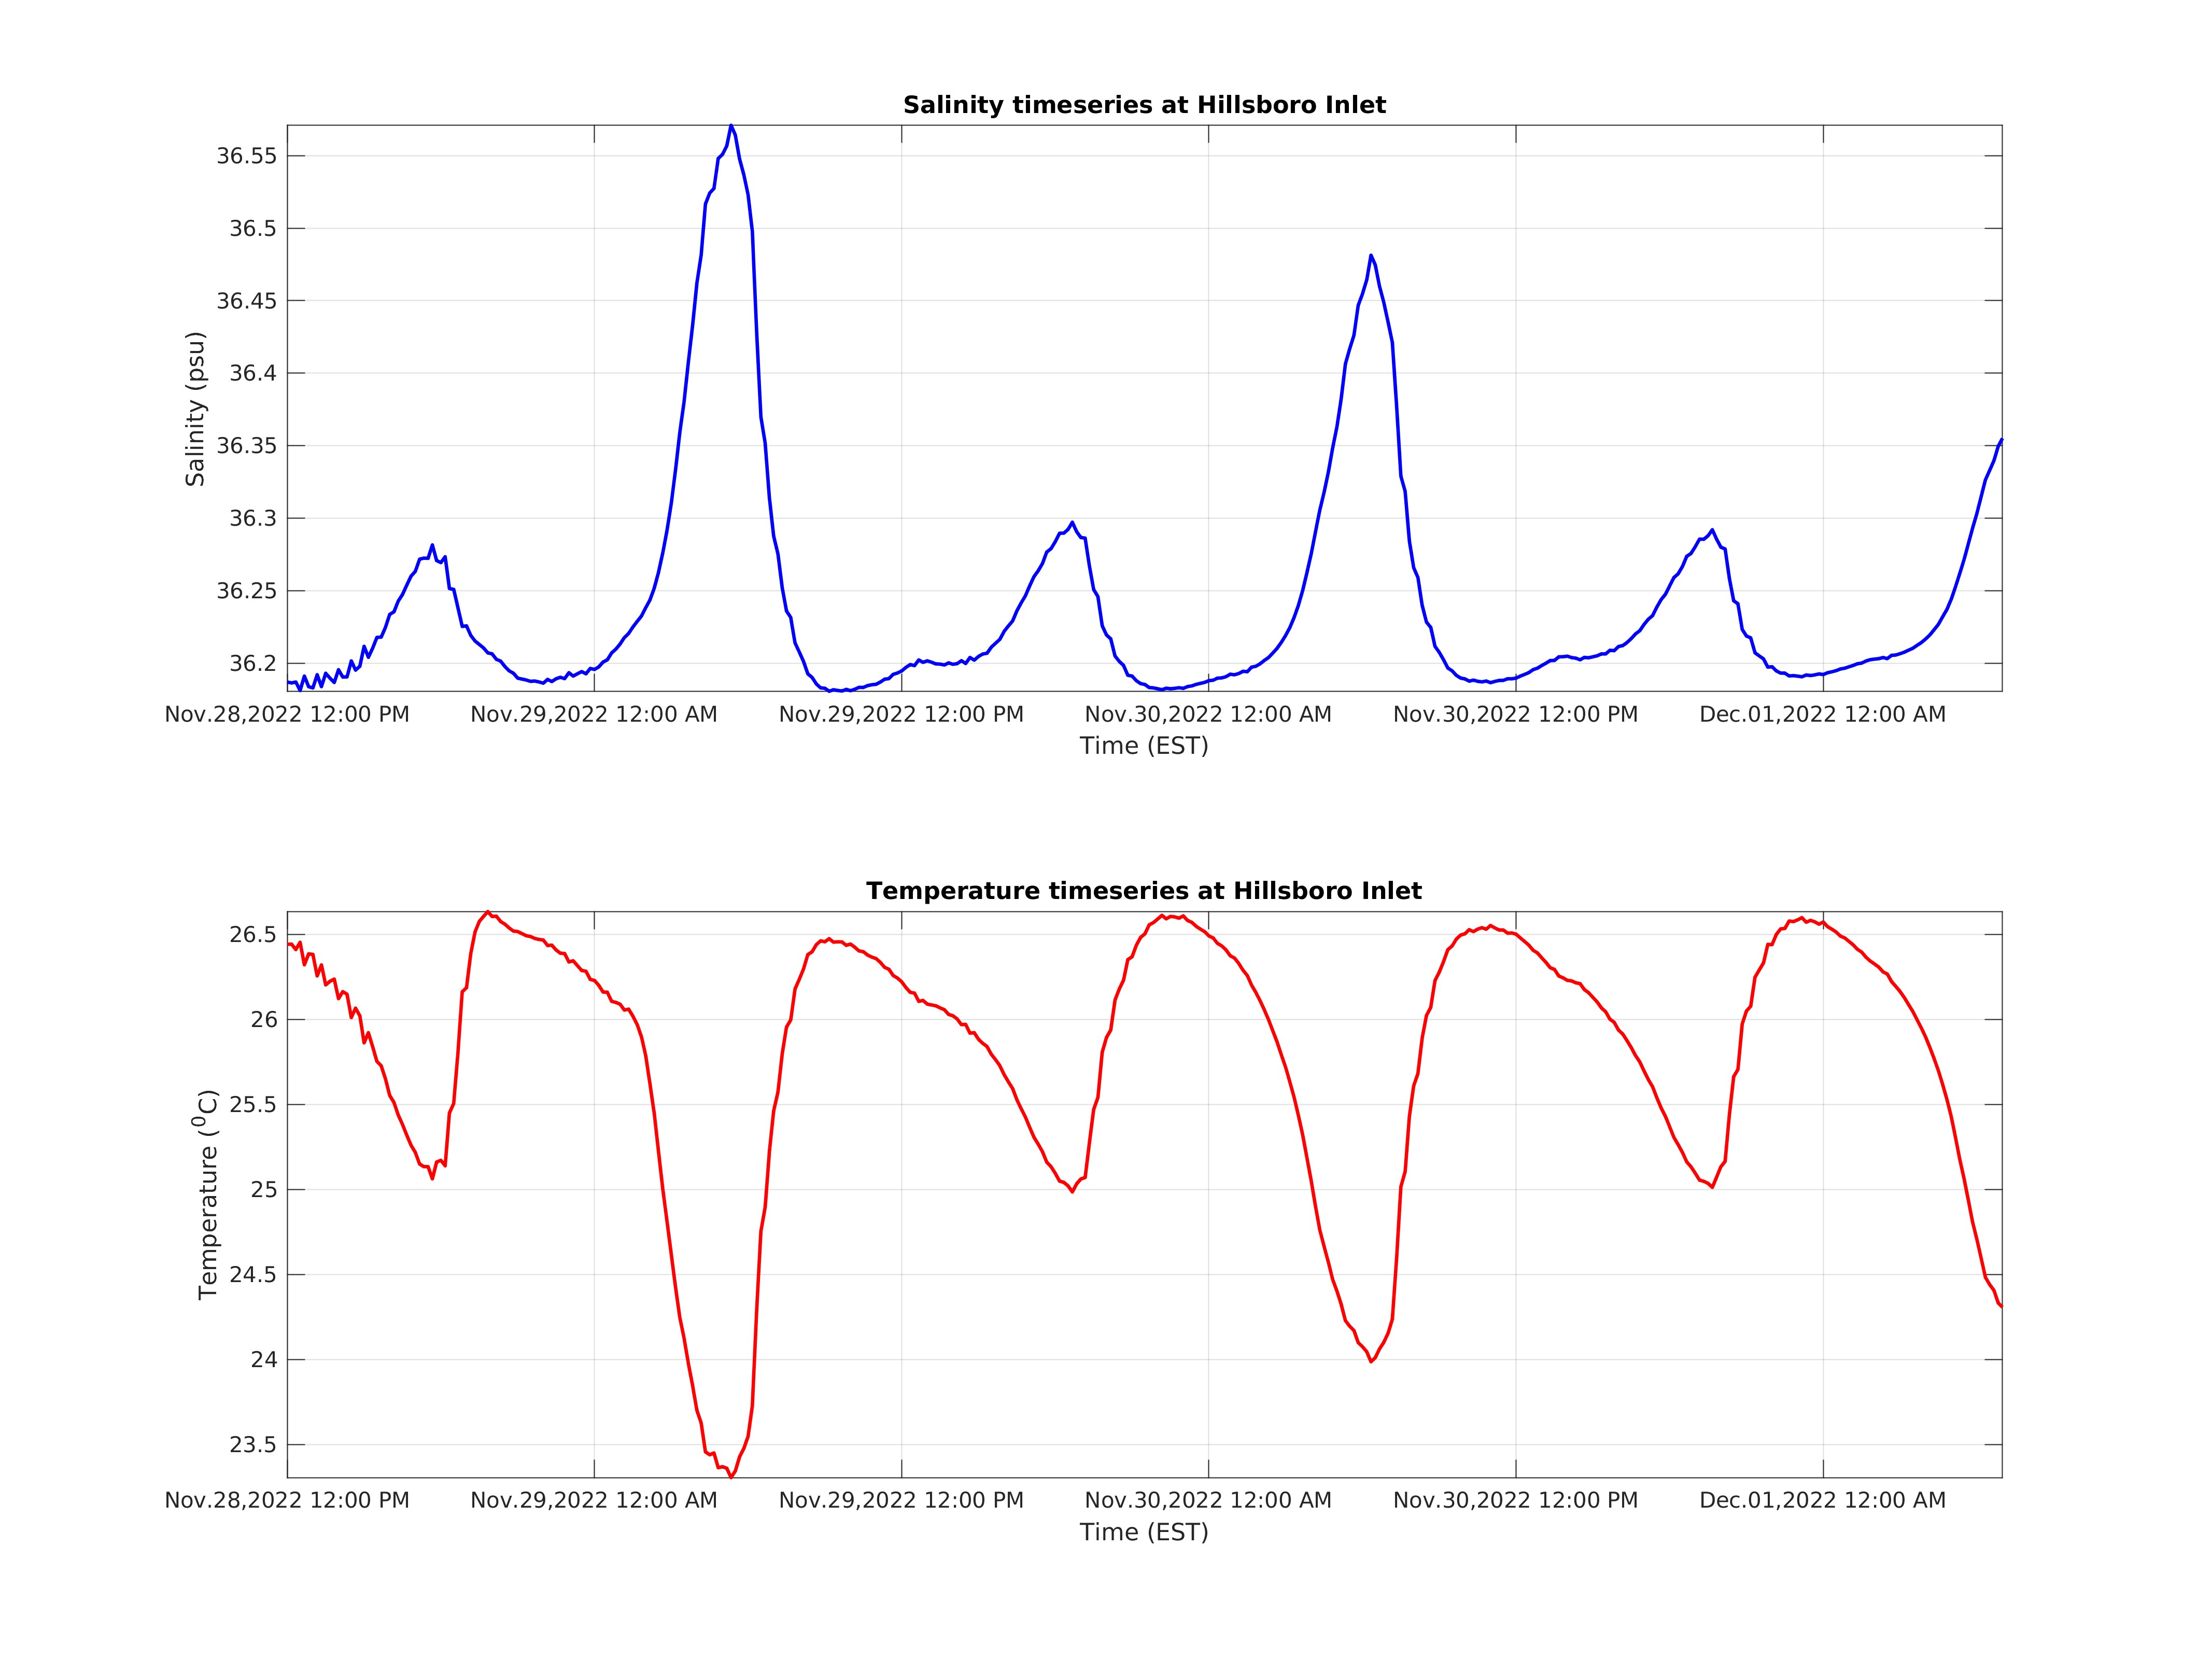 Salinity timeseries at Hillsboro Inlet
36.55
36.5
36.45
36.4
36.35
36.3
36.25
36.2
Salinity (psu)
Nov.28,2022 12:00 PM Nov.29,2022 12:00 AM Nov.29,2022 12:00 PM Nov.30,2022 12:00 AM Nov.30,2022 12:00 PM Dec.01,2022 12:00 AM
Time (EST)
Temperature timeseries at Hillsboro Inlet
26.5
26
25.5
25
24.5
24
23.5
Temperature (⁰C)
Nov.28,2022 12:00 PM Nov.29,2022 12:00 AM Nov.29,2022 12:00 PM Nov.30,2022 12:00 AM Nov.30,2022 12:00 PM Dec.01,2022 12:00 AM
Time (EST)